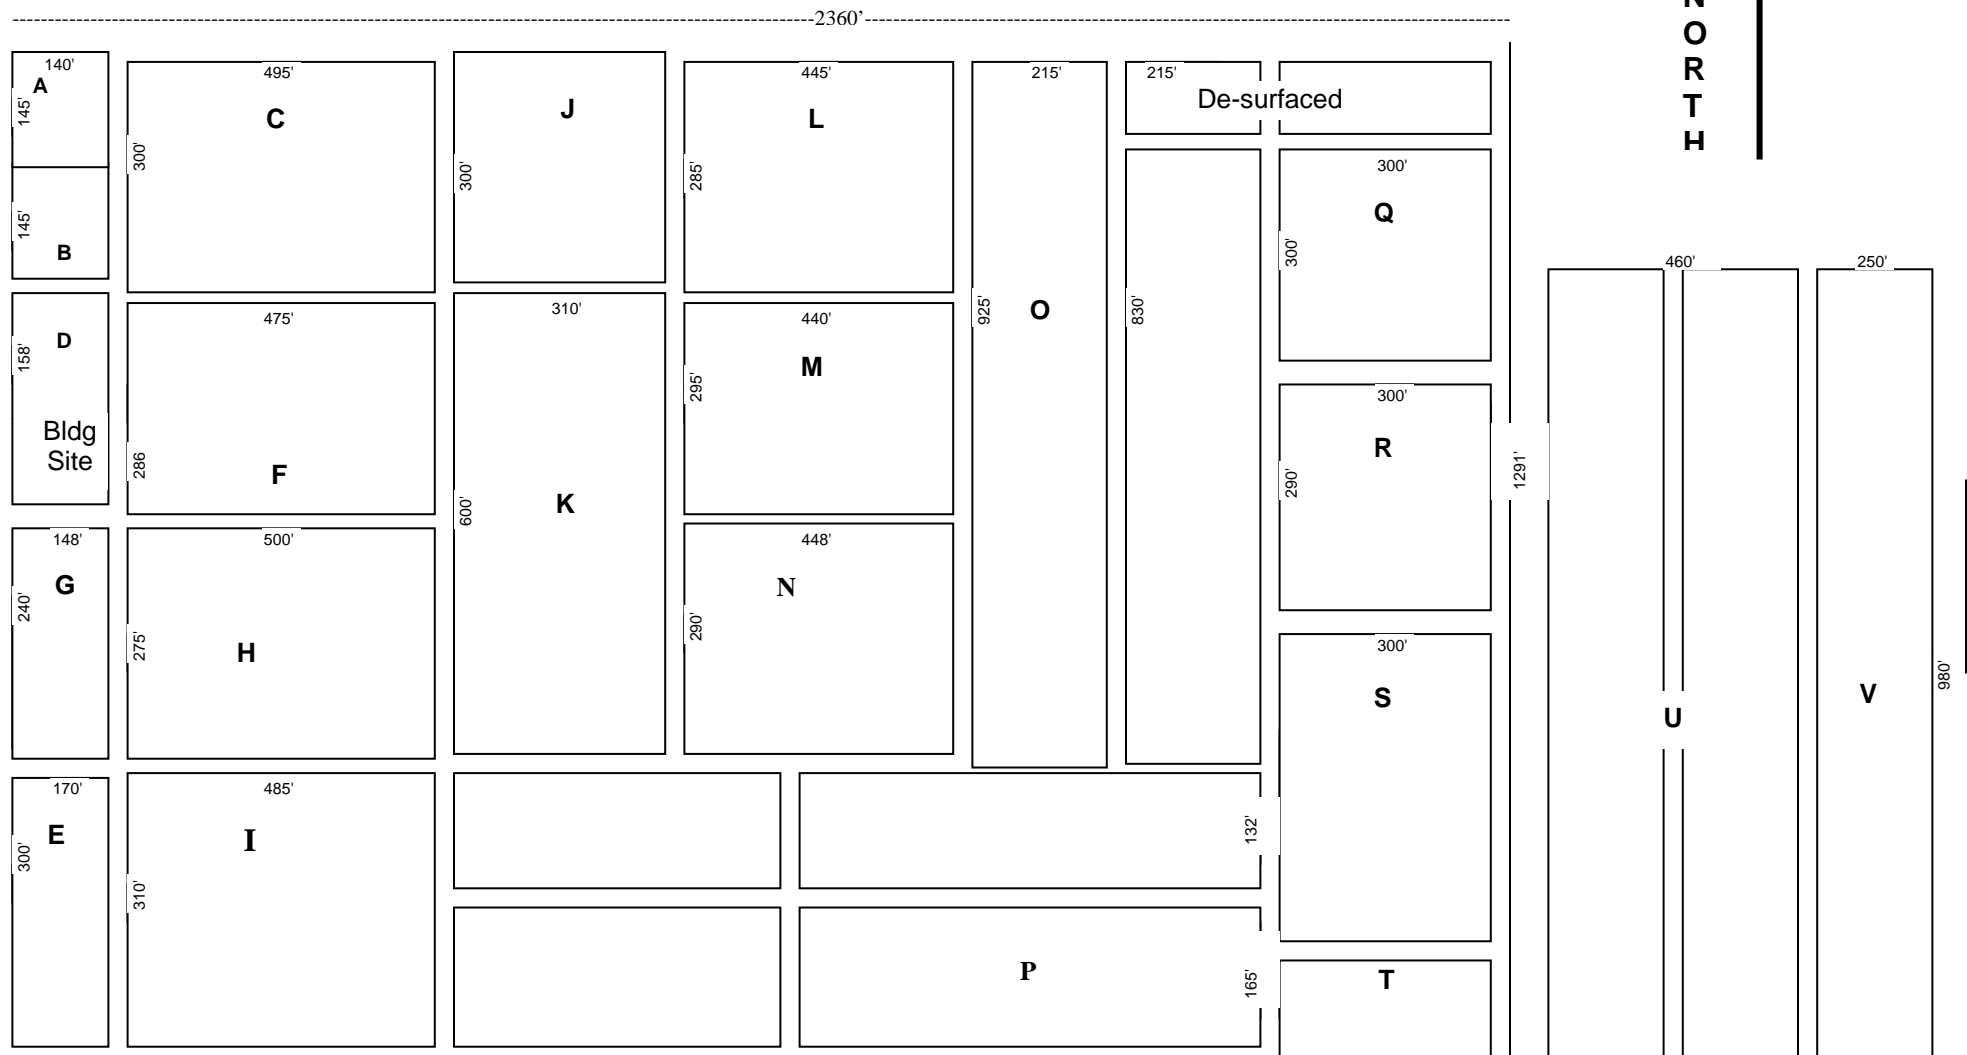 2360’
N
O
R
T
H
140'
A
145'
145'
B
495'
C
300'
J
300'
445'
L
285'
215'
O
925'
215'
De-surfaced
830'
300'
Q
300'
460'
250'
D
158'
Bldg
Site
475'
286
F
310'
600'
K
440'
M
295'
300'
R
290'
1291'
148'
G
240'
500'
275'
H
448'
N
290'
300'
S
U
V
980'
170'
E
300'
485'
I
310'
132'
P
165'
T